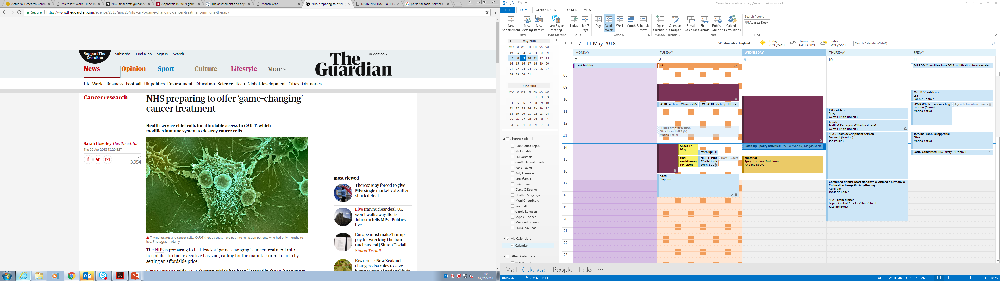 Actuarial Research Cent
Microsoft Word - IFoA R
NICE final draft guidance
Approvals in 2017: gene
The assessment and app
Month Year
NHS preparing to offer '
NATIONAL INSTITUTE FO
personal social services
Secure
https://www.theguardian.com/science/2018/apr/26/nhs-car-t-game-changing-cancer-treatment-immune-therapy
Support The
Guardian
Subscribe Find a job Sign in Search
UK edition
The
Guardian
News Opinion Sport Culture Lifestyle More
UK World Business Football UK politics Environment Education Science Tech Global development Cities Obituaries
Cancer research
NHS preparing to offer ‘game-changing’
cancer treatment
Health service chief calls for affordable access to CAR-T, which
modifies immune system to destroy cancer cells
Sarah Boseley Health editor
Thu 26 Apr 2018 18.29 BST
3,954
T lymphocytes and cancer cells. CAR-T therapy trials have put into remission patients who had only months to
live. Photograph: Alamy
The NHS is preparing to fast-track a “game-changing” cancer treatment into
hospitals, its chief executive has said, calling for the manufacturers to help by
setting an affordable price.
most viewed
Theresa May forced to give
MPs single market vote after
shock defeat
Live Iran nuclear deal: UK
won't walk away, Boris
Johnson tells MPs - Politics
live
Europe must make Trump
pay for wrecking the Iran
nuclear deal | Simon Tisdall
Simon Tisdall
Kiwi crisis: New Zealand
changes visa rules to save
14:00
09/05/2018
Calendar - Jacoline.Bouvy@nice.org.uk - Outlook
FILE HOME SEND / RECEIVE FOLDER VIEW
New
Appointment
New
Meeting
New
Items
New Skype
Meeting
Today
Next 7
Days
Day
Work
Week
Week
Month
Schedule
View
Open
Calendar
Calendar
Groups
E-mail
Calendar
Share
Calendar
Publish
Online
Calendar
Permissions
Search People
Address Book
New Skype Meeting Go To Arrange Manage Calendars Share Find
May 2018
MO TU WE TH FR SA SU
30 1 2 3 4 5 6
7 8 9 10 11 12 13
14 15 16 17 18 19 20
21 22 23 24 25 26 27
28 29 30 31
June 2018
MO TU WE TH FR SA SU
1 2 3
4 5 6 7 8 9 10
11 12 13 14 15 16 17
18 19 20 21 22 23 24
25 26 27 28 29 30 1
2 3 4 5 6 7 8
Shared Calendars
Juan Carlos Rejon
Nick Crabb
Pall Jonsson
Geoff Ellison-Roberts
Rosie Lovett
Katy Harrison
Jane Garnett
Luke Cowie
Diana O'Rourke
Heather Stegenga
Moni Choudhury
Jan Phillips
Carole Longson
Sophie Cooper
Meindert Boysen
Paula Stavrinos
My Calendars
Calendar
Other Calendars
7 - 11 May 2018
Westminster, England
Today
70° F / 52° F
Tomorrow
64° F / 50° F
Friday
64° F / 55° F
Search Calendar (Ctrl+E)
MONDAY TUESDAY WEDNESDAY THURSDAY FRIDAY
7 8 9 10 11
bank holiday
wfh
DH R&D Committee June 2018: notification from secretar...
08
09
10
11
12
13
14
15
16
17
18
19
20
21
22
23
SC:JB catch-up; Weaver - Ma
FW: SC:JB catch-up; Effra - L
BD4BO drop-in session
Effra (L) and MR7 (M)
Magda Koziol
Slides 17
May
final
read-throug
PP report
catch up; T'll
NICE-EEPRU
TC (dial in de
Sophie Cc
Host TC deta
oded
Claption
Catch-up - policy activities; Dee2 & Wandle; Magda Koziol
appraisal
Spey - London (2nd floor)
Jacoline Bouvy
F2F Catch up
Spey
Geoff Ellison-Roberts
Lunch
Tortilla? Red square? the local cafe?
Geoff Ellison-Roberts
SP&R Team development session
Derwent (London)
Jan Phillips
Combined drinks! Joost goodbye & Ahmed's birthday &
Cultural Exchange & TA gathering
Admiralty
Joost de Folter
SP&R team dinner
Lupita Central; 13 - 15 Villiers Street
Jacoline Bouvy
MC:JB:SC catch up
Lea
Sophie Cooper
SP&R Whole team meeting
London (Conwy)
Magda Koziol
Agenda for whole team
Jacoline's annual appraisal
Effra
Magda Koziol
Social committee; TBA; Kirsty O'Donnell
Mail Calendar People Tasks
ITEMS: 27 REMINDERS: 1
ONLINE WITH: MICROSOFT EXCHANGE
100%